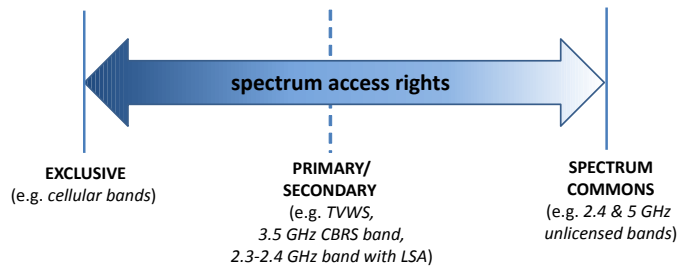 spectrum access rights
EXCLUSIVE
(e.g. cellular bands)
PRIMARY/
SECONDARY
(e.g. TVWS,
3.5 GHz CBRS band,
2.3-2.4 GHz band with LSA)
SPECTRUM
COMMONS
(e.g. 2.4 & 5 GHz
unlicensed bands)